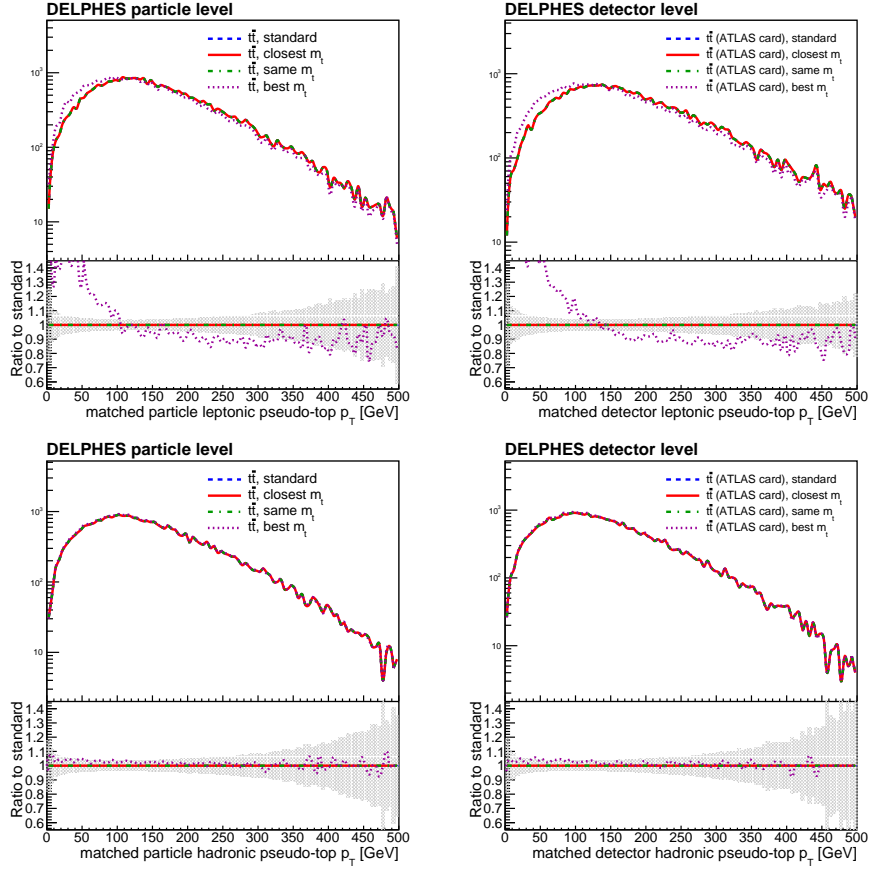 DELPHES particle level
tt̄, standard
tt̄, closest m_t
tt̄, same m_t
tt̄, best m_t
10³
10²
10
Ratio to standard
1.4
1.3
1.2
1.1
1
0.9
0.8
0.7
0.6
0 50 100 150 200 250 300 350 400 450 500
matched particle leptonic pseudo-top p_T [GeV]
DELPHES detector level
tt̄ (ATLAS card), standard
tt̄ (ATLAS card), closest m_t
tt̄ (ATLAS card), same m_t
tt̄ (ATLAS card), best m_t
10³
10²
10
Ratio to standard
1.4
1.3
1.2
1.1
1
0.9
0.8
0.7
0.6
0 50 100 150 200 250 300 350 400 450 500
matched detector leptonic pseudo-top p_T [GeV]
DELPHES particle level
tt̄, standard
tt̄, closest m_t
tt̄, same m_t
tt̄, best m_t
10³
10²
10
Ratio to standard
1.4
1.3
1.2
1.1
1
0.9
0.8
0.7
0.6
0 50 100 150 200 250 300 350 400 450 500
matched particle hadronic pseudo-top p_T [GeV]
DELPHES detector level
tt̄ (ATLAS card), standard
tt̄ (ATLAS card), closest m_t
tt̄ (ATLAS card), same m_t
tt̄ (ATLAS card), best m_t
10³
10²
10
Ratio to standard
1.4
1.3
1.2
1.1
1
0.9
0.8
0.7
0.6
0 50 100 150 200 250 300 350 400 450 500
matched detector hadronic pseudo-top p_T [GeV]